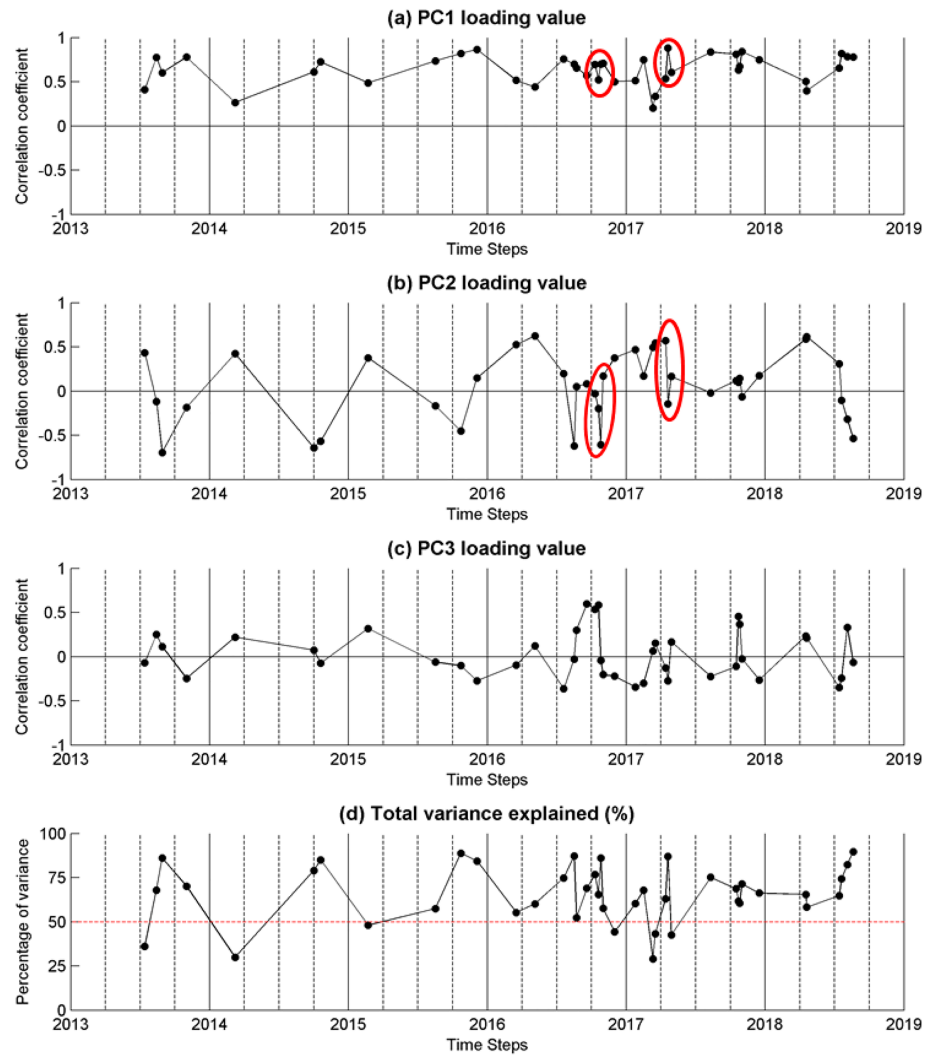 (a) PC1 loading value
Correlation coefficient
1
0.5
0
-0.5
-1
2013 2014 2015 2016 2017 2018 2019
Time Steps
(b) PC2 loading value
Correlation coefficient
1
0.5
0
-0.5
-1
2013 2014 2015 2016 2017 2018 2019
Time Steps
(c) PC3 loading value
Correlation coefficient
1
0.5
0
-0.5
-1
2013 2014 2015 2016 2017 2018 2019
Time Steps
(d) Total variance explained (%)
Percentage of variance
100
75
50
25
0
2013 2014 2015 2016 2017 2018 2019
Time Steps